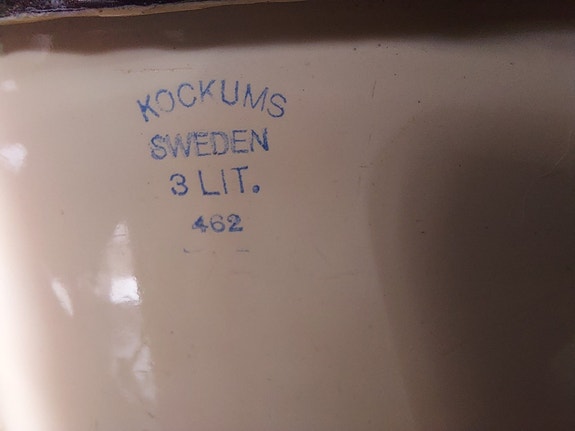 KOCKUMS
SWEDEN
3 LIT.
462